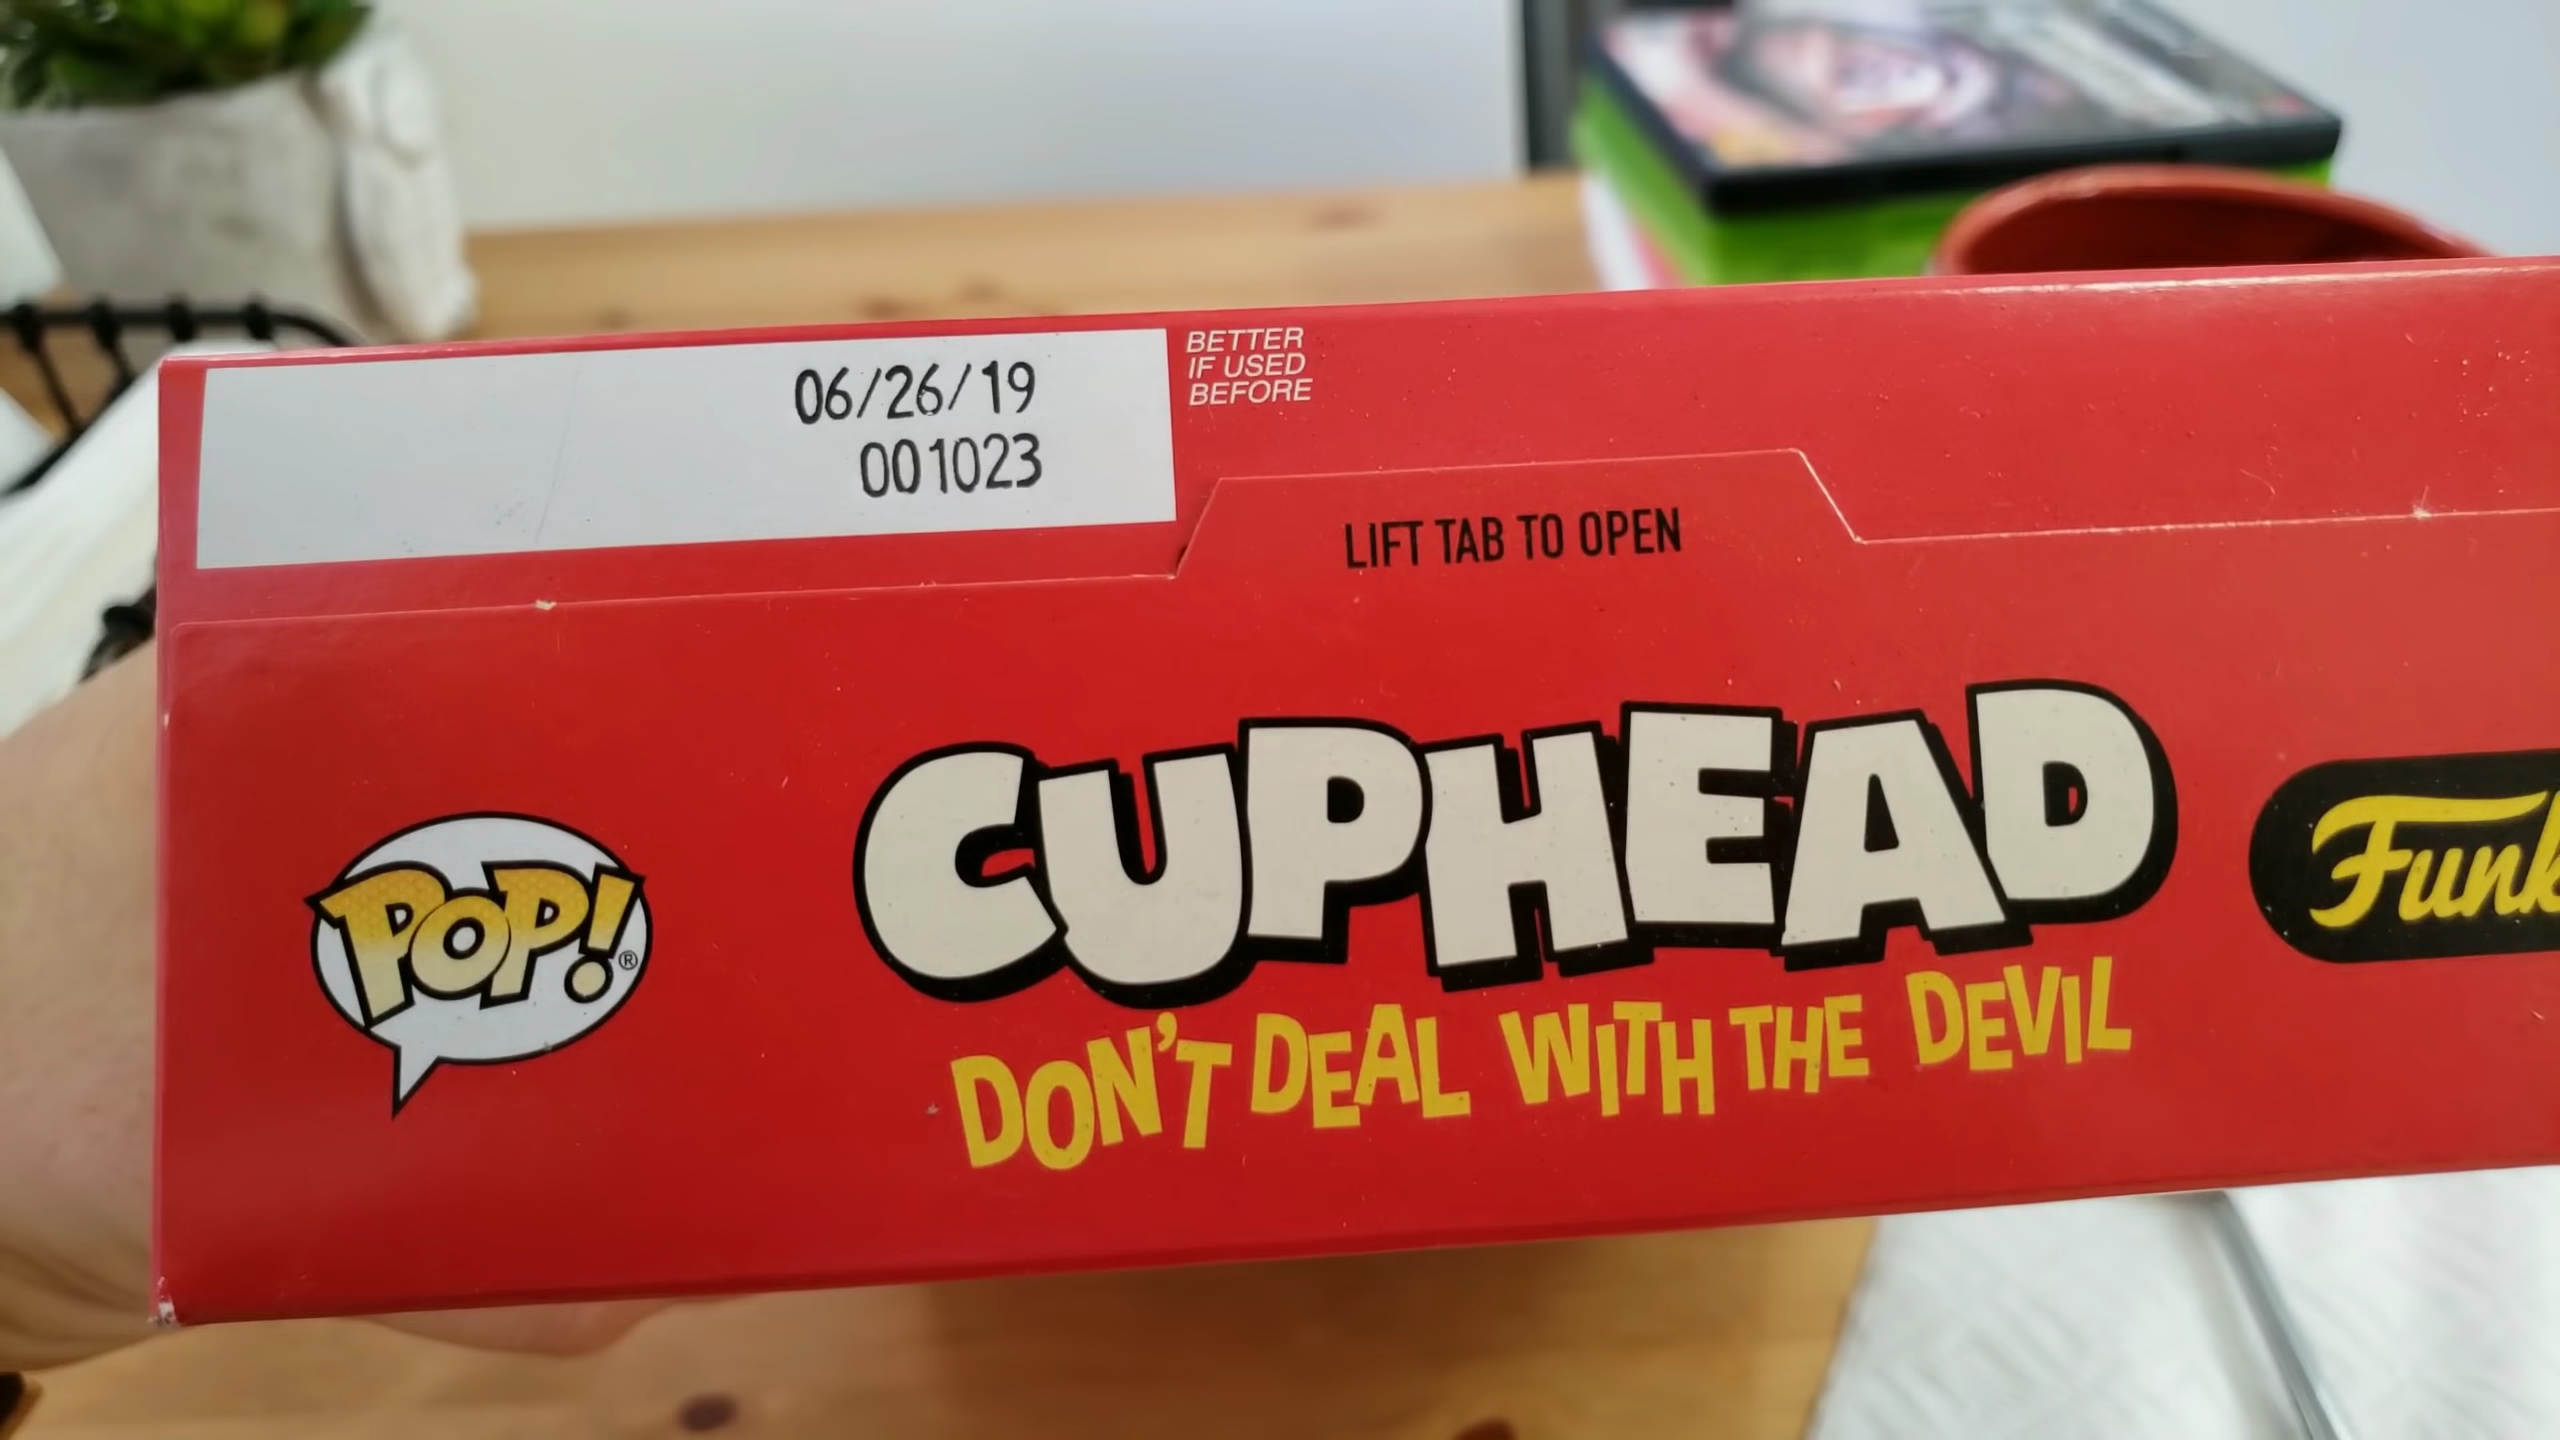 06/26/19
001023
BETTER
IF USED
BEFORE
LIFT TAB TO OPEN
POP!®
CUPHEAD
DON'T DEAL WITH THE DEVIL
Funk